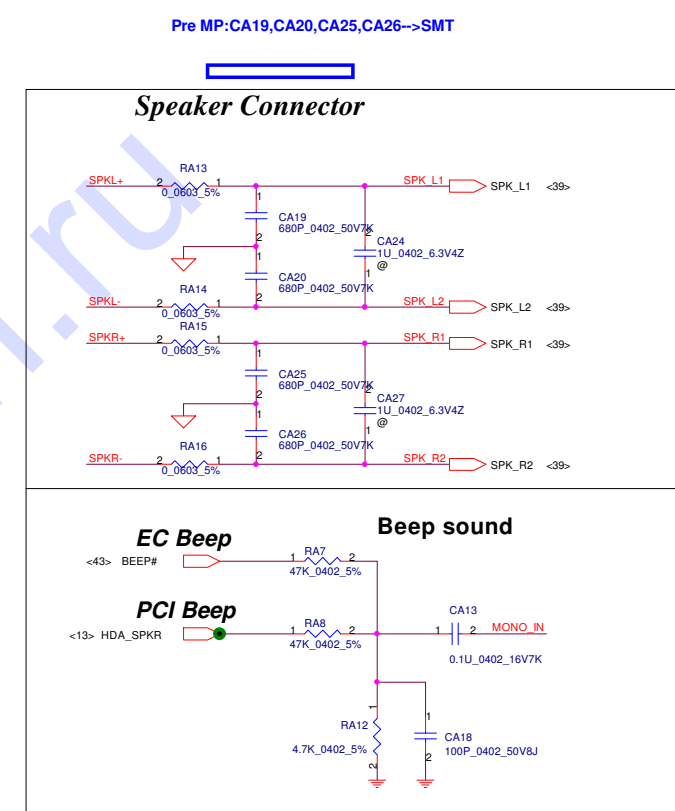 Pre MP:CA19,CA20,CA25,CA26-->SMT
Speaker Connector
RA13
SPKL+ 2 1 SPK_L1 SPK_L1 <39>
0_0603_5%
1
CA19
680P_0402_50V7K
2 2
CA24
1U_0402_6.3V4Z
1 @
CA20
680P_0402_50V7K
1
RA14
2
SPKL- 2 1 SPK_L2 SPK_L2 <39>
0_0603_5%
RA15
SPKR+ 2 1 SPK_R1 SPK_R1 <39>
0_0603_5%
1
CA25
680P_0402_50V7K
2 2
CA27
1U_0402_6.3V4Z
1 @
CA26
680P_0402_50V7K
1
RA16
2
SPKR- 2 1 SPK_R2 SPK_R2 <39>
0_0603_5%
Beep sound
EC Beep
<43> BEEP# 1 RA7 2
47K_0402_5%
PCI Beep
CA13
<13> HDA_SPKR 1 RA8 2 1 2 MONO_IN
47K_0402_5%
0.1U_0402_16V7K
1 1
RA12
4.7K_0402_5%
CA18
100P_0402_50V8J
2 2
n.ru